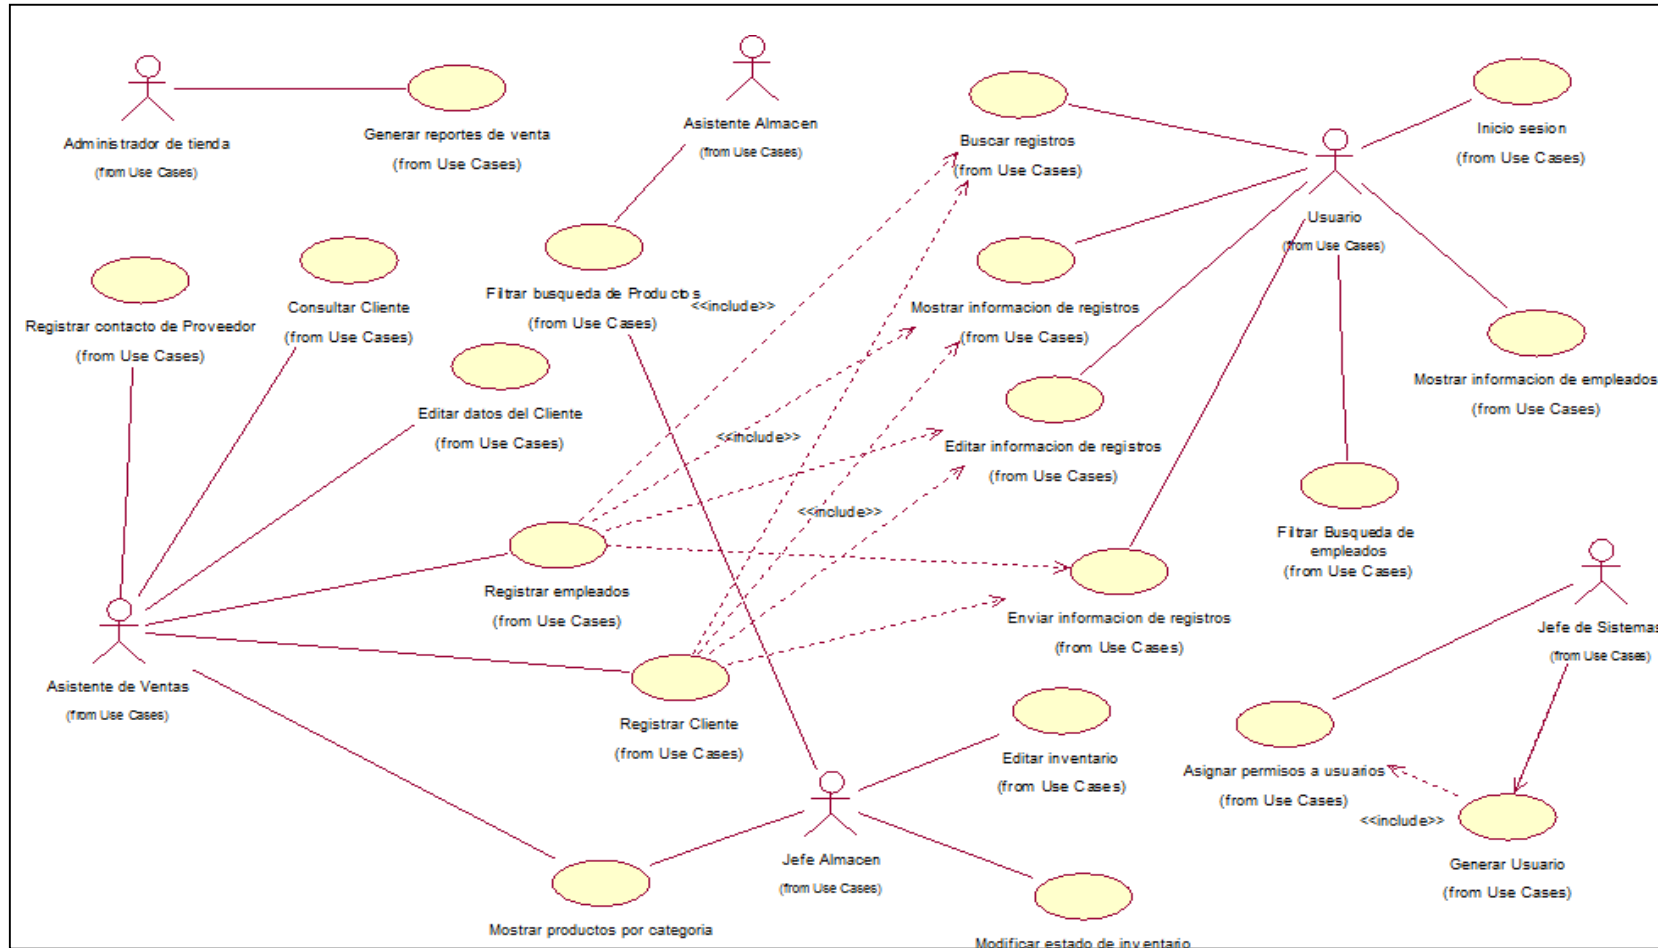 Administrador de tienda
(from Use Cases)
Generar reportes de venta
(from Use Cases)
Asistente Almacen
(from Use Cases)
Buscar registros
(from Use Cases)
Inicio sesion
(from Use Cases)
Usuario
(from Use Cases)
Registrar contacto de Proveedor
(from Use Cases)
Consultar Cliente
(from Use Cases)
Filtrar busqueda de Productos
(from Use Cases)
<<include>>
Mostrar informacion de registros
(from Use Cases)
Mostrar informacion de empleados
(from Use Cases)
Editar datos del Cliente
(from Use Cases)
<<include>>
Editar informacion de registros
(from Use Cases)
<<include>>
Filtrar Busqueda de
empleados
(from Use Cases)
Registrar empleados
(from Use Cases)
Enviar informacion de registros
(from Use Cases)
Jefe de Sistemas
(from Use Cases)
Asistente de Ventas
(from Use Cases)
Registrar Cliente
(from Use Cases)
Editar inventario
(from Use Cases)
Asignar permisos a usuarios
(from Use Cases)
<<include>>
Jefe Almacen
(from Use Cases)
Generar Usuario
(from Use Cases)
Mostrar productos por categoria
Modificar estado de inventario